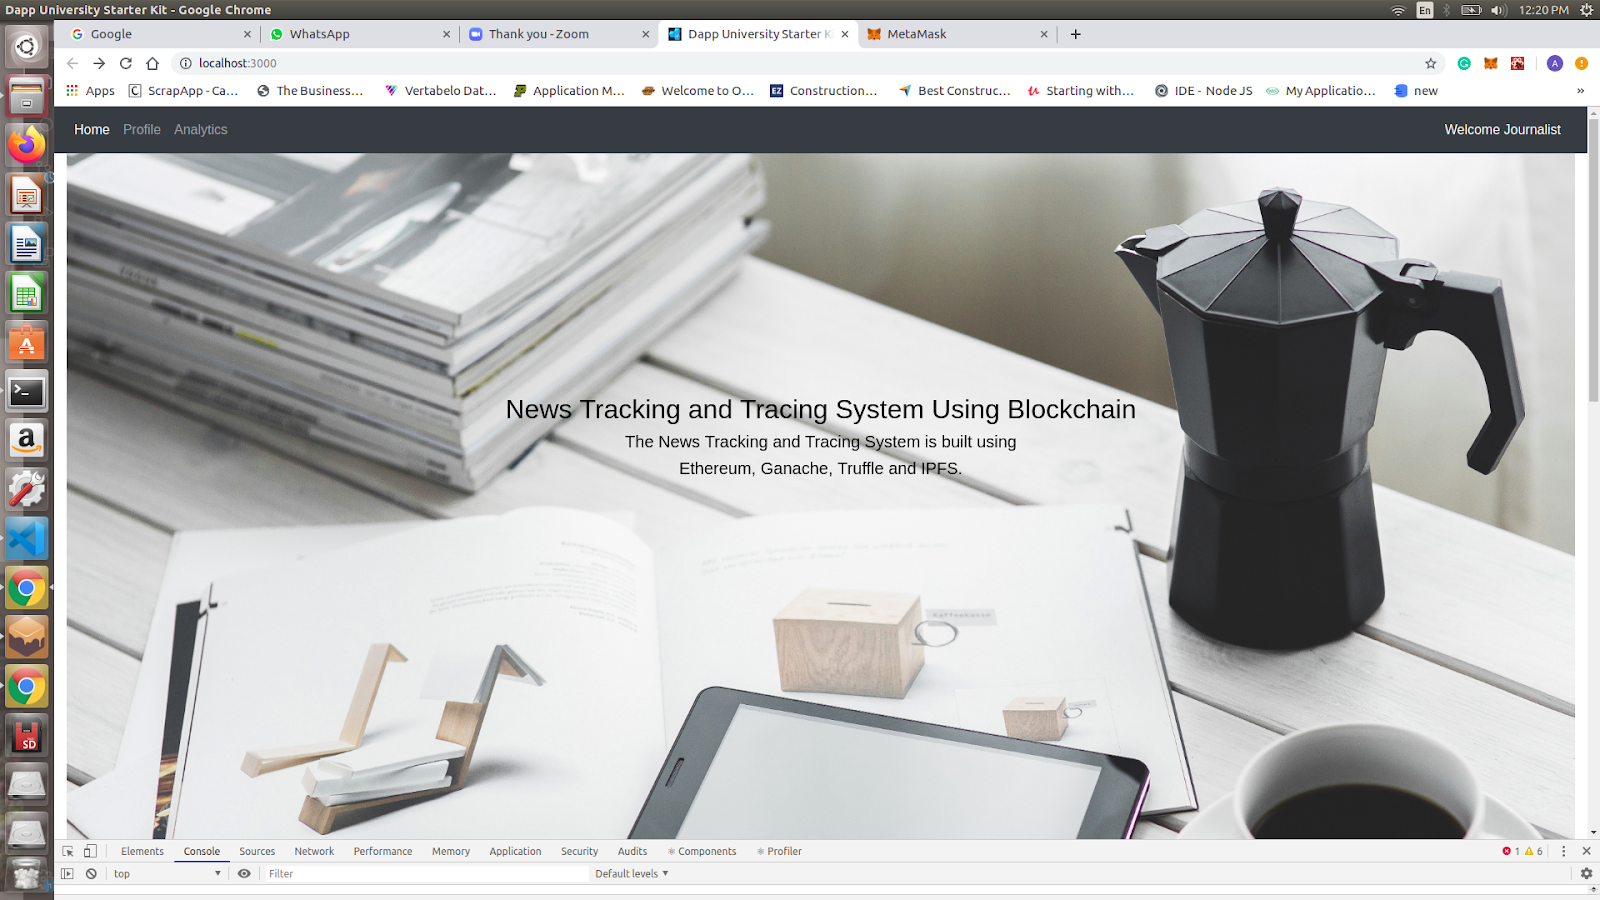 Dapp University Starter Kit - Google Chrome
En
12:20 PM
Google
WhatsApp
Thank you - Zoom
Dapp University Starter K
MetaMask
localhost:3000
A
Apps
ScrapApp - Ca...
The Business...
Vertabelo Dat...
Application M...
Welcome to O...
EZ
Construction...
Best Construc...
Starting with...
IDE - Node JS
My Applicatio...
new
»
Home
Profile
Analytics
Welcome Journalist
News Tracking and Tracing System Using Blockchain
The News Tracking and Tracing System is built using
Ethereum, Ganache, Truffle and IPFS.
SD
Elements
Console
Sources
Network
Performance
Memory
Application
Security
Audits
Components
Profiler
1
6
top
Filter
Default levels